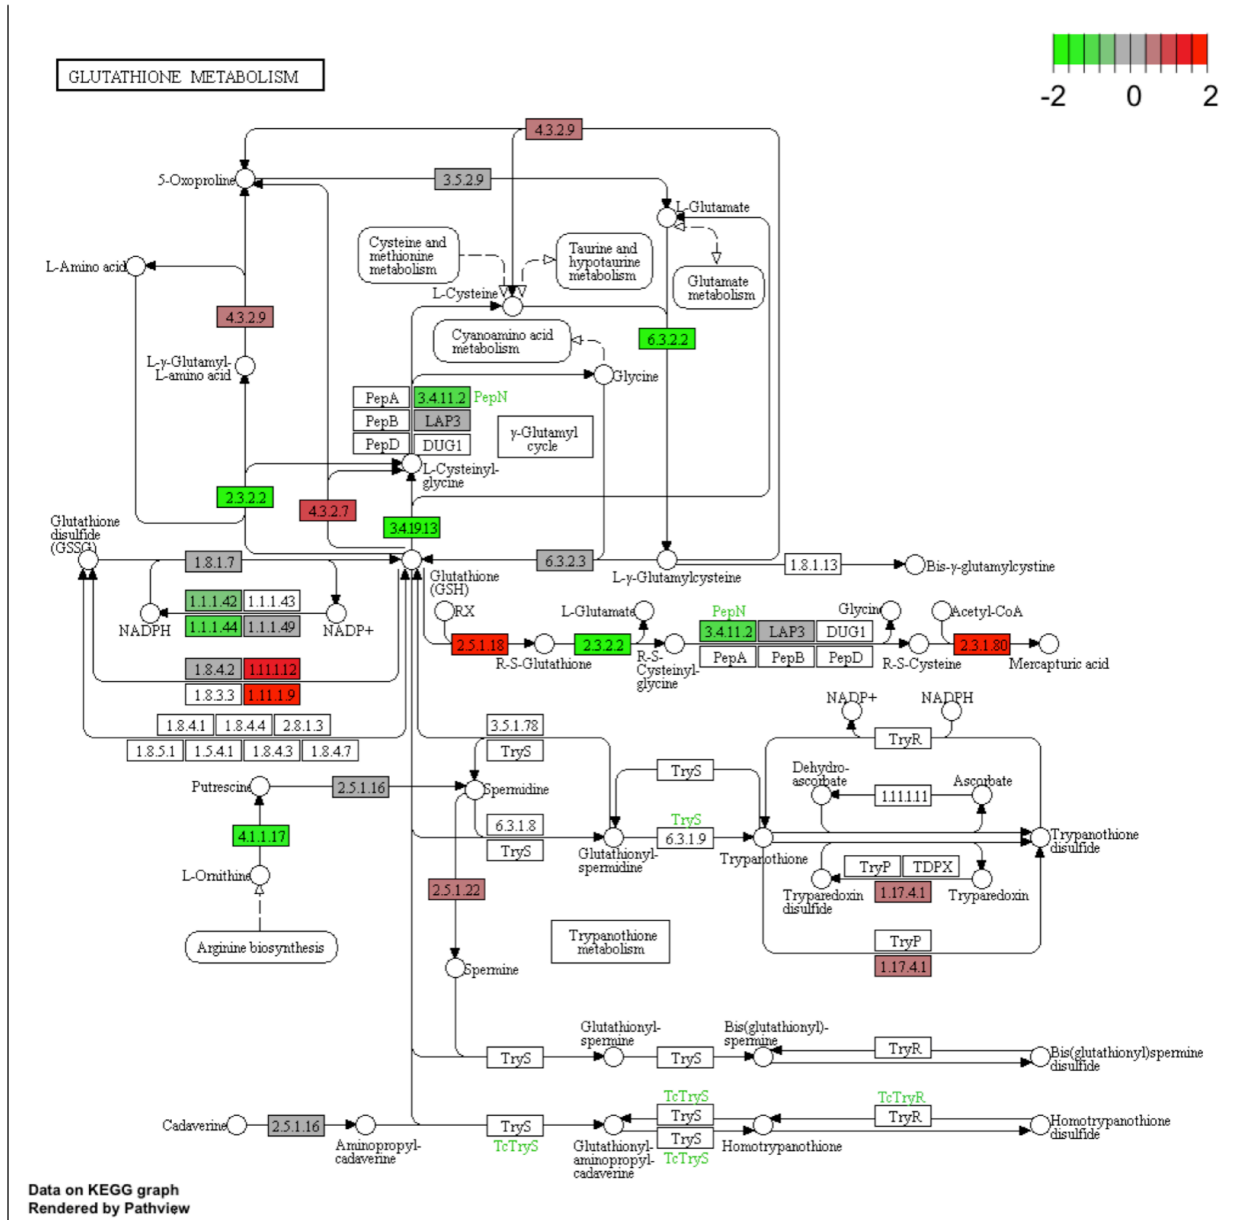 GLUTATHIONE METABOLISM
-2 0 2
4.3.2.9
5-Oxoproline
3.5.2.9
L-Glutamate
Cysteine and
methionine
metabolism
Taurine and
hypotaurine
metabolism
L-Amino acid
Glutamate
metabolism
L-Cysteine
4.3.2.9
Cyanoamino acid
metabolism
6.3.2.2
L-γ-Glutamyl-
L-amino acid
Glycine
PepA 3.4.11.2 PepN
PepB LAP3
PepD DUG1
γ-Glutamyl
cycle
L-Cysteinyl-
glycine
2.3.2.2
4.3.2.7
3.4.19.13
Glutathione
disulfide
(GSSG)
1.8.1.7
Glutathione
(GSH)
6.3.2.3
L-γ-Glutamylcysteine
1.8.1.13
Bis-γ-glutamylcystine
1.1.1.42 1.1.1.43
1.1.1.44 1.1.1.49
NADPH
NADP+
RX
L-Glutamate
PepN
Glycine
Acetyl-CoA
2.5.1.18
R-S-Glutathione
2.3.2.2
R-S-
Cysteinyl-
glycine
3.4.11.2 LAP3 DUG1
PepA PepB PepD
R-S-Cysteine
2.3.1.80
Mercapturic acid
1.8.4.2 1.11.1.12
1.8.3.3 1.11.1.9
1.8.4.1 1.8.4.4 2.8.1.3
1.8.5.1 1.5.4.1 1.8.4.3 1.8.4.7
3.5.1.78
TryS
NADP+
NADPH
TryR
Putrescine
2.5.1.16
Spermidine
TryS
Dehydro-
ascorbate
1.11.1.11
Ascorbate
4.1.1.17
6.3.1.8
TryS
Glutathionyl-
spermidine
TryS
6.3.1.9
Trypanothione
Trypanothione
disulfide
L-Ornithine
2.5.1.22
TryP TDPX
1.17.4.1
Tryparedoxin
disulfide
Tryparedoxin
Arginine biosynthesis
Trypanothione
metabolism
TryP
1.17.4.1
Spermine
TryS
Glutathionyl-
spermine
TryS
Bis(glutathionyl)-
spermine
TryR
Bis(glutathionyl)spermine
disulfide
Cadaverine
2.5.1.16
Aminopropyl-
cadaverine
TryS
TcTryS
Glutathionyl-
aminopropyl-
cadaverine
TcTryS
TryS
TryS
TcTryS
Homotrypanothione
TcTryR
TryR
Homotrypanothione
disulfide
Data on KEGG graph
Rendered by Pathview